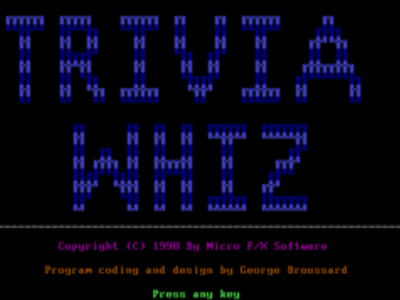 TRIVIA
WHIZ
Copyright (C) 1990 By Micro F/X Software
Program coding and design by George Broussard
Press any key